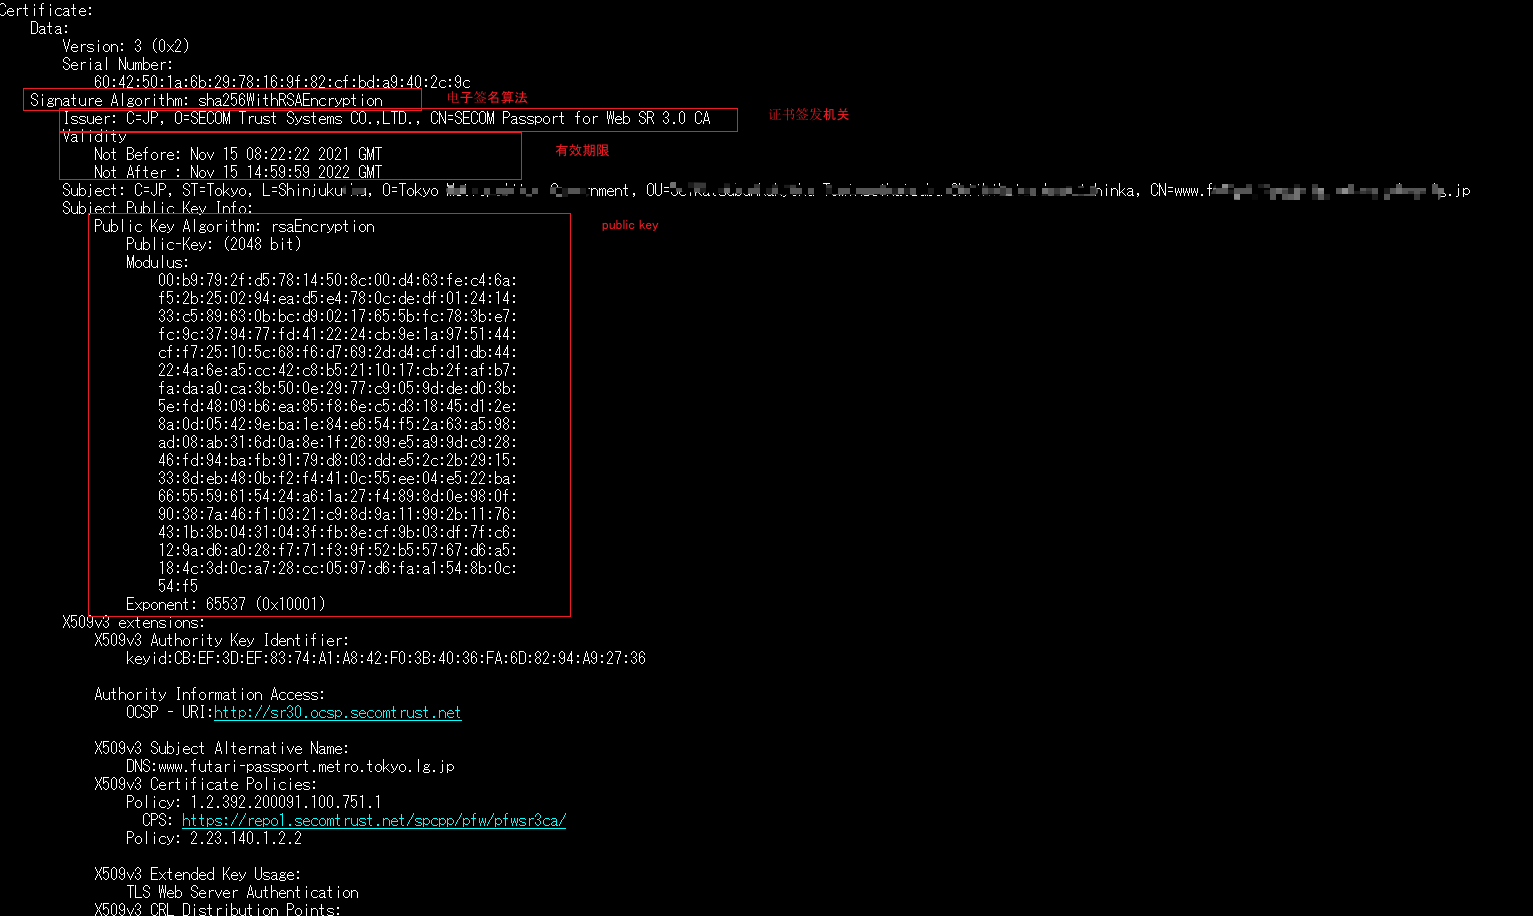 Certificate:
Data:
Version: 3 (0x2)
Serial Number:
60:42:50:1a:6b:29:78:16:9f:82:cf:bd:a9:40:2c:9c
Signature Algorithm: sha256WithRSAEncryption 电子签名算法
Issuer: C=JP, O=SECOM Trust Systems CO.,LTD., CN=SECOM Passport for Web SR 3.0 CA 证书签发机关
Validity
Not Before: Nov 15 08:22:22 2021 GMT 有效期限
Not After : Nov 15 14:59:59 2022 GMT
Subject: C=JP, ST=Tokyo, O=Tokyo
Subject Public Key Info:
Public Key Algorithm: rsaEncryption public key
Public-Key: (2048 bit)
Modulus:
00:b9:79:2f:d5:78:14:50:8c:00:d4:63:fe:c4:6a:
f5:2b:25:02:94:ea:d5:e4:78:0c:de:df:01:24:14:
33:c5:89:63:0b:bc:d9:02:17:65:5b:fc:78:3b:e7:
fc:9c:37:94:77:fd:41:22:24:cb:9e:1a:97:51:44:
cf:f7:25:10:5c:68:f6:d7:69:2d:d4:cf:d1:db:44:
22:4a:6e:a5:cc:42:c8:b5:21:10:17:cb:2f:af:b7:
fa:da:a0:ca:3b:50:0e:29:77:c9:05:9d:de:d0:3b:
5e:fd:48:09:b6:ea:85:f8:6e:c5:d3:18:45:d1:2e:
8a:0d:05:42:9e:ba:1e:84:e6:54:f5:2a:63:a5:98:
ad:08:ab:31:6d:0a:8e:1f:26:99:e5:a9:9d:c9:28:
46:fd:94:ba:fb:91:79:d8:03:dd:e5:2c:2b:29:15:
33:8d:eb:48:0b:f2:f4:41:0c:55:ee:04:e5:22:ba:
66:55:59:61:54:24:a6:1a:27:f4:89:8d:0e:98:0f:
90:38:7a:46:f1:03:21:c9:8d:9a:11:99:2b:11:76:
43:1b:3b:04:31:04:3f:fb:8e:cf:9b:03:df:7f:c6:
12:9a:d6:a0:28:f7:71:f3:9f:52:b5:57:67:d6:a5:
18:4c:3d:0c:a7:28:cc:05:97:d6:fa:a1:54:8b:0c:
54:f5
Exponent: 65537 (0x10001)
X509v3 extensions:
X509v3 Authority Key Identifier:
keyid:CB:EF:3D:EF:83:74:A1:A8:42:F0:3B:40:36:FA:6D:82:94:A9:27:36
Authority Information Access:
OCSP - URI:http://sr30.ocsp.secomtrust.net
X509v3 Subject Alternative Name:
DNS:www.futari-passport.metro.tokyo.lg.jp
X509v3 Certificate Policies:
Policy: 1.2.392.200091.100.751.1
CPS: https://repo1.secomtrust.net/spcpp/pfw/pfwsr3ca/
Policy: 2.23.140.1.2.2
X509v3 Extended Key Usage:
TLS Web Server Authentication
X509v3 CRL Distribution Points: